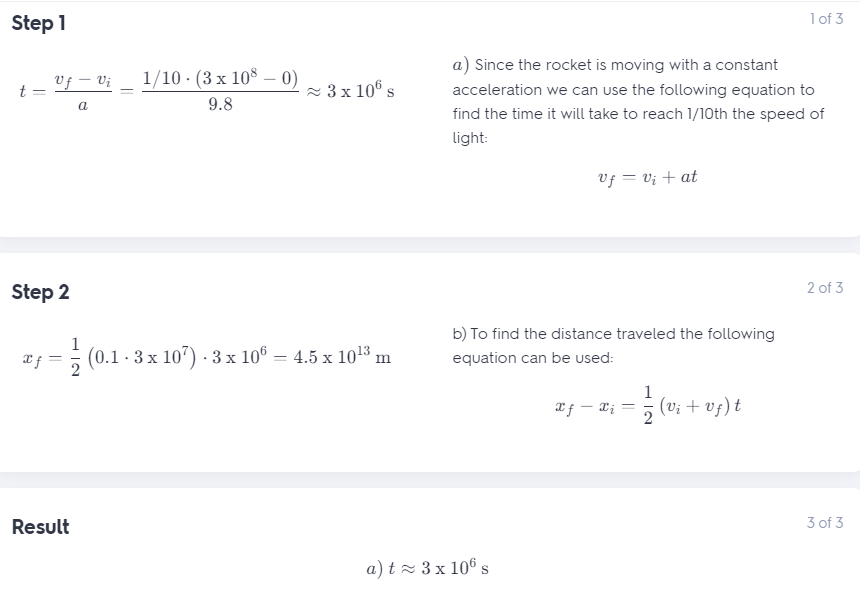 Step 1
1 of 3
t = (v_f − v_i)/a = (1/10 · (3 x 10^8 − 0))/9.8 ≈ 3 x 10^6 s
a) Since the rocket is moving with a constant
acceleration we can use the following equation to
find the time it will take to reach 1/10th the speed of
light:
v_f = v_i + at
Step 2
2 of 3
x_f = 1/2 (0.1 · 3 x 10^7) · 3 x 10^6 = 4.5 x 10^13 m
b) To find the distance traveled the following
equation can be used:
x_f − x_i = 1/2 (v_i + v_f) t
Result
3 of 3
a) t ≈ 3 x 10^6 s